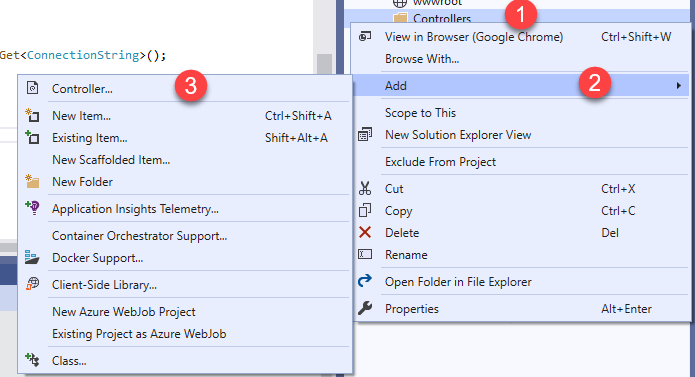 wwwroot
Controllers
1
Get<ConnectionString>();
View in Browser (Google Chrome) Ctrl+Shift+W
Browse With...
Add
2
Scope to This
New Solution Explorer View
Exclude From Project
Cut Ctrl+X
Copy Ctrl+C
Delete Del
Rename
Open Folder in File Explorer
Properties Alt+Enter
Controller...
3
New Item... Ctrl+Shift+A
Existing Item... Shift+Alt+A
New Scaffolded Item...
New Folder
Application Insights Telemetry...
Container Orchestrator Support...
Docker Support...
Client-Side Library...
New Azure WebJob Project
Existing Project as Azure WebJob
Class...